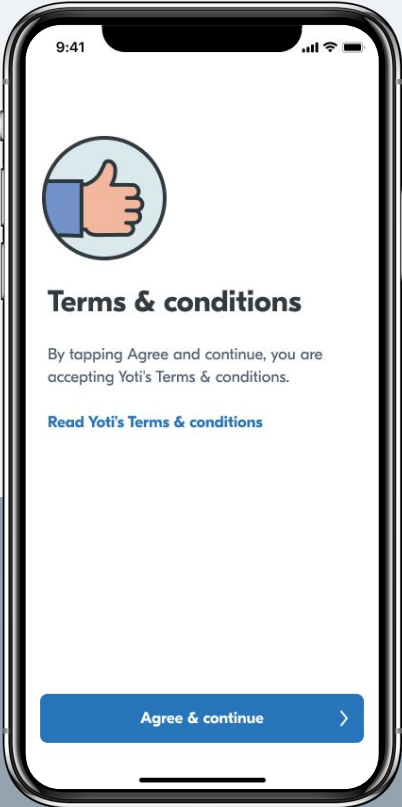 9:41
Terms & conditions
By tapping Agree and continue, you are
accepting Yoti's Terms & conditions.
Read Yoti's Terms & conditions
Agree & continue